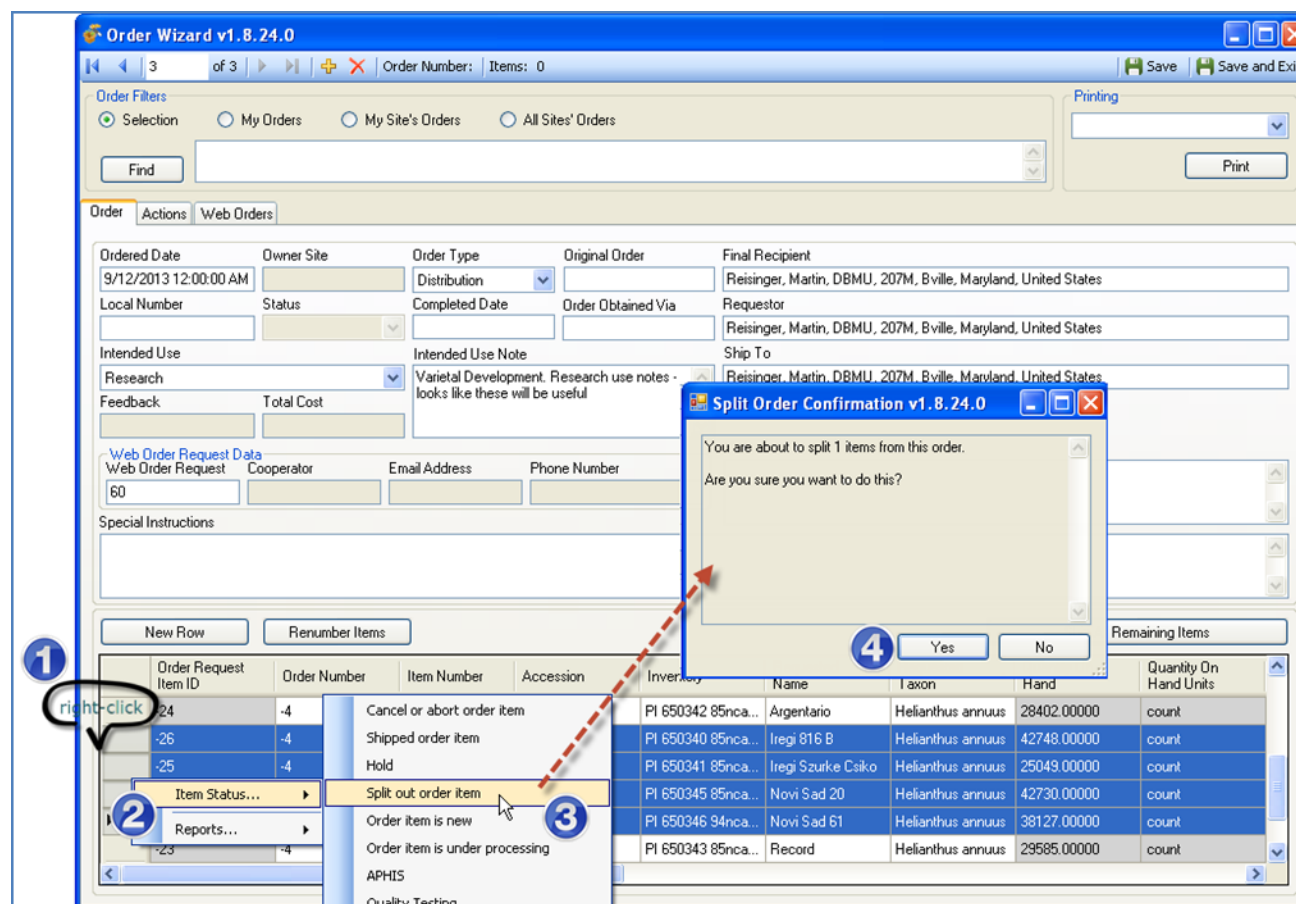 Order Wizard v1.8.24.0
3 of 3 Order Number: Items: 0 Save Save and Exi
Order Filters Printing
Selection My Orders My Site's Orders All Sites' Orders
Find Print
Order Actions Web Orders
Ordered Date Owner Site Order Type Original Order Final Recipient
9/12/2013 12:00:00 AM Distribution Reisinger, Martin, DBMU, 207M, Bville, Maryland, United States
Local Number Status Completed Date Order Obtained Via Requestor
Reisinger, Martin, DBMU, 207M, Bville, Maryland, United States
Intended Use Intended Use Note Ship To
Research Varietal Development. Research use notes - Reisinger, Martin, DBMU, 207M, Bville, Maryland, United States
looks like these will be useful
Feedback Total Cost
Split Order Confirmation v1.8.24.0
You are about to split 1 items from this order.
Are you sure you want to do this?
4 Yes No
Web Order Request Data
Web Order Request Cooperator Email Address Phone Number
60
Special Instructions
New Row Renumber Items Remaining Items
1
right-click
Order Request Item ID Order Number Item Number Accession Inventory Name Taxon Hand Quantity On Hand Units
-24 -4 PI 650342 85nca... Argentario Helianthus annuus 28402.00000 count
-26 -4 PI 650340 85nca... Iregi 816 B Helianthus annuus 42748.00000 count
-25 -4 PI 650341 85nca... Iregi Szurke Csiko Helianthus annuus 25049.00000 count
PI 650345 85nca... Novi Sad 20 Helianthus annuus 42730.00000 count
PI 650346 94nca... Novi Sad 61 Helianthus annuus 38127.00000 count
-23 -4 PI 650343 85nca... Record Helianthus annuus 29585.00000 count
2
Item Status...
Reports...
Cancel or abort order item
Shipped order item
Hold
Split out order item
3
Order item is new
Order item is under processing
APHIS
Quality Testing